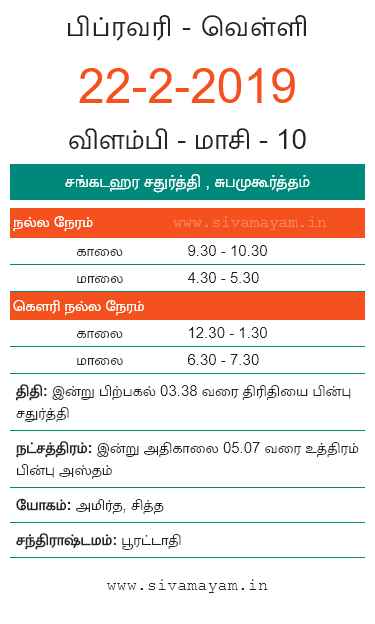 பிப்ரவரி - வெள்ளி
22-2-2019
விளம்பி - மாசி - 10
சங்கடஹர சதுர்த்தி , சுபமுகூர்த்தம்
நல்ல நேரம் www.sivamayam.in
காலை 9.30 - 10.30
மாலை 4.30 - 5.30
கௌரி நல்ல நேரம்
காலை 12.30 - 1.30
மாலை 6.30 - 7.30
திதி: இன்று பிற்பகல் 03.38 வரை திரிதியை பின்பு
சதுர்த்தி
நட்சத்திரம்: இன்று அதிகாலை 05.07 வரை உத்திரம்
பின்பு அஸ்தம்
யோகம்: அமிர்த, சித்த
சந்திராஷ்டமம்: பூரட்டாதி
www.sivamayam.in